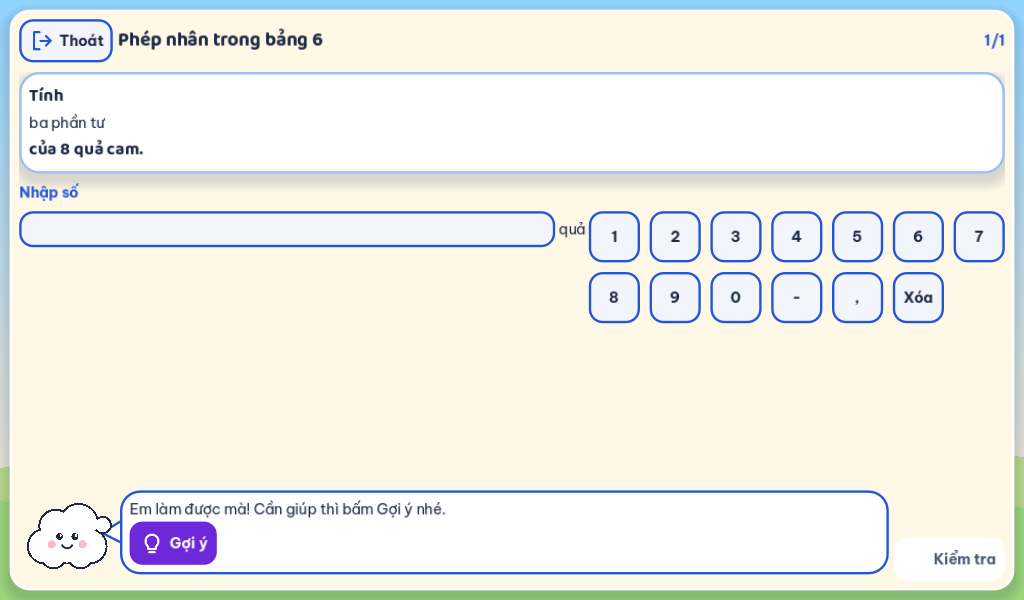 Thoát
Phép nhân trong bảng 6
1/1
Tính
ba phần tư
của 8 quả cam.
Nhập số
quả
1 2 3 4 5 6 7
8 9 0 - , Xóa
Em làm được mà! Cần giúp thì bấm Gợi ý nhé.
Gợi ý
Kiểm tra